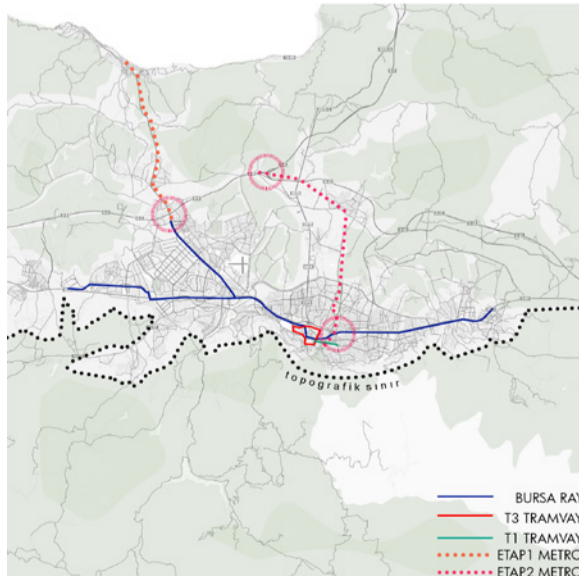 topografik sınır
BURSA RAY
T3 TRAMVAY
T1 TRAMVAY
ETAP1 METRO
ETAP2 METRO